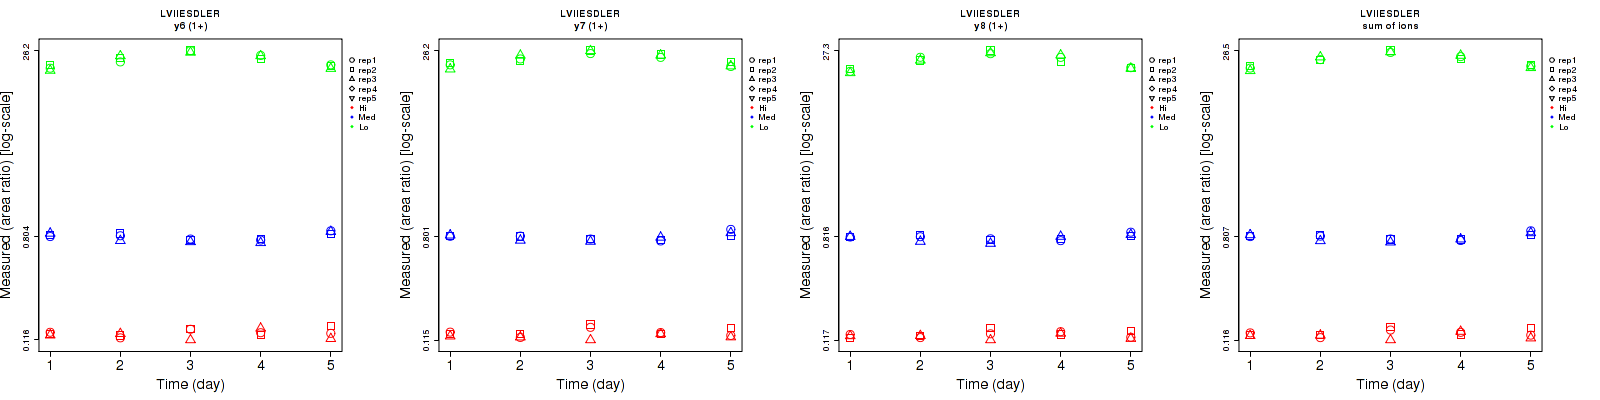 LVIIESDLER
y6 (1+)
Measured (area ratio) [log-scale]
26.2
0.804
0.116
1 2 3 4 5
Time (day)
rep1
rep2
rep3
rep4
rep5
Hi
Med
Lo
LVIIESDLER
y7 (1+)
Measured (area ratio) [log-scale]
26.2
0.801
0.115
1 2 3 4 5
Time (day)
rep1
rep2
rep3
rep4
rep5
Hi
Med
Lo
LVIIESDLER
y8 (1+)
Measured (area ratio) [log-scale]
27.3
0.816
0.117
1 2 3 4 5
Time (day)
rep1
rep2
rep3
rep4
rep5
Hi
Med
Lo
LVIIESDLER
sum of ions
Measured (area ratio) [log-scale]
26.5
0.807
0.116
1 2 3 4 5
Time (day)
rep1
rep2
rep3
rep4
rep5
Hi
Med
Lo